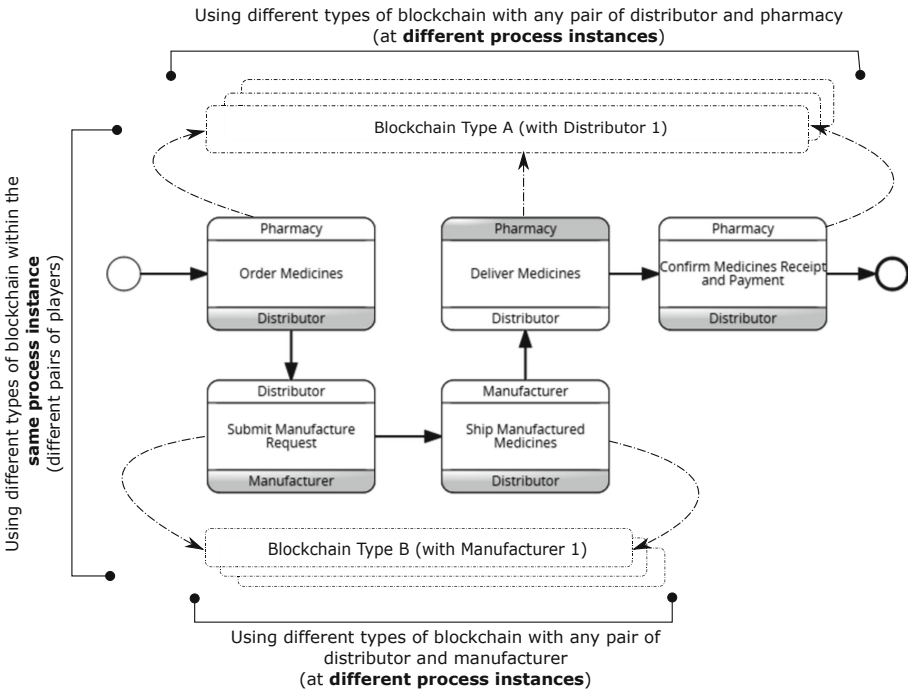 Using different types of blockchain with any pair of distributor and pharmacy
(at different process instances)
Blockchain Type A (with Distributor 1)
Using different types of blockchain within the
same process instance
(different pairs of players)
Pharmacy
Order Medicines
Distributor
Pharmacy
Deliver Medicines
Distributor
Pharmacy
Confirm Medicines Receipt
and Payment
Distributor
Distributor
Submit Manufacture
Request
Manufacturer
Manufacturer
Ship Manufactured
Medicines
Distributor
Blockchain Type B (with Manufacturer 1)
Using different types of blockchain with any pair of
distributor and manufacturer
(at different process instances)